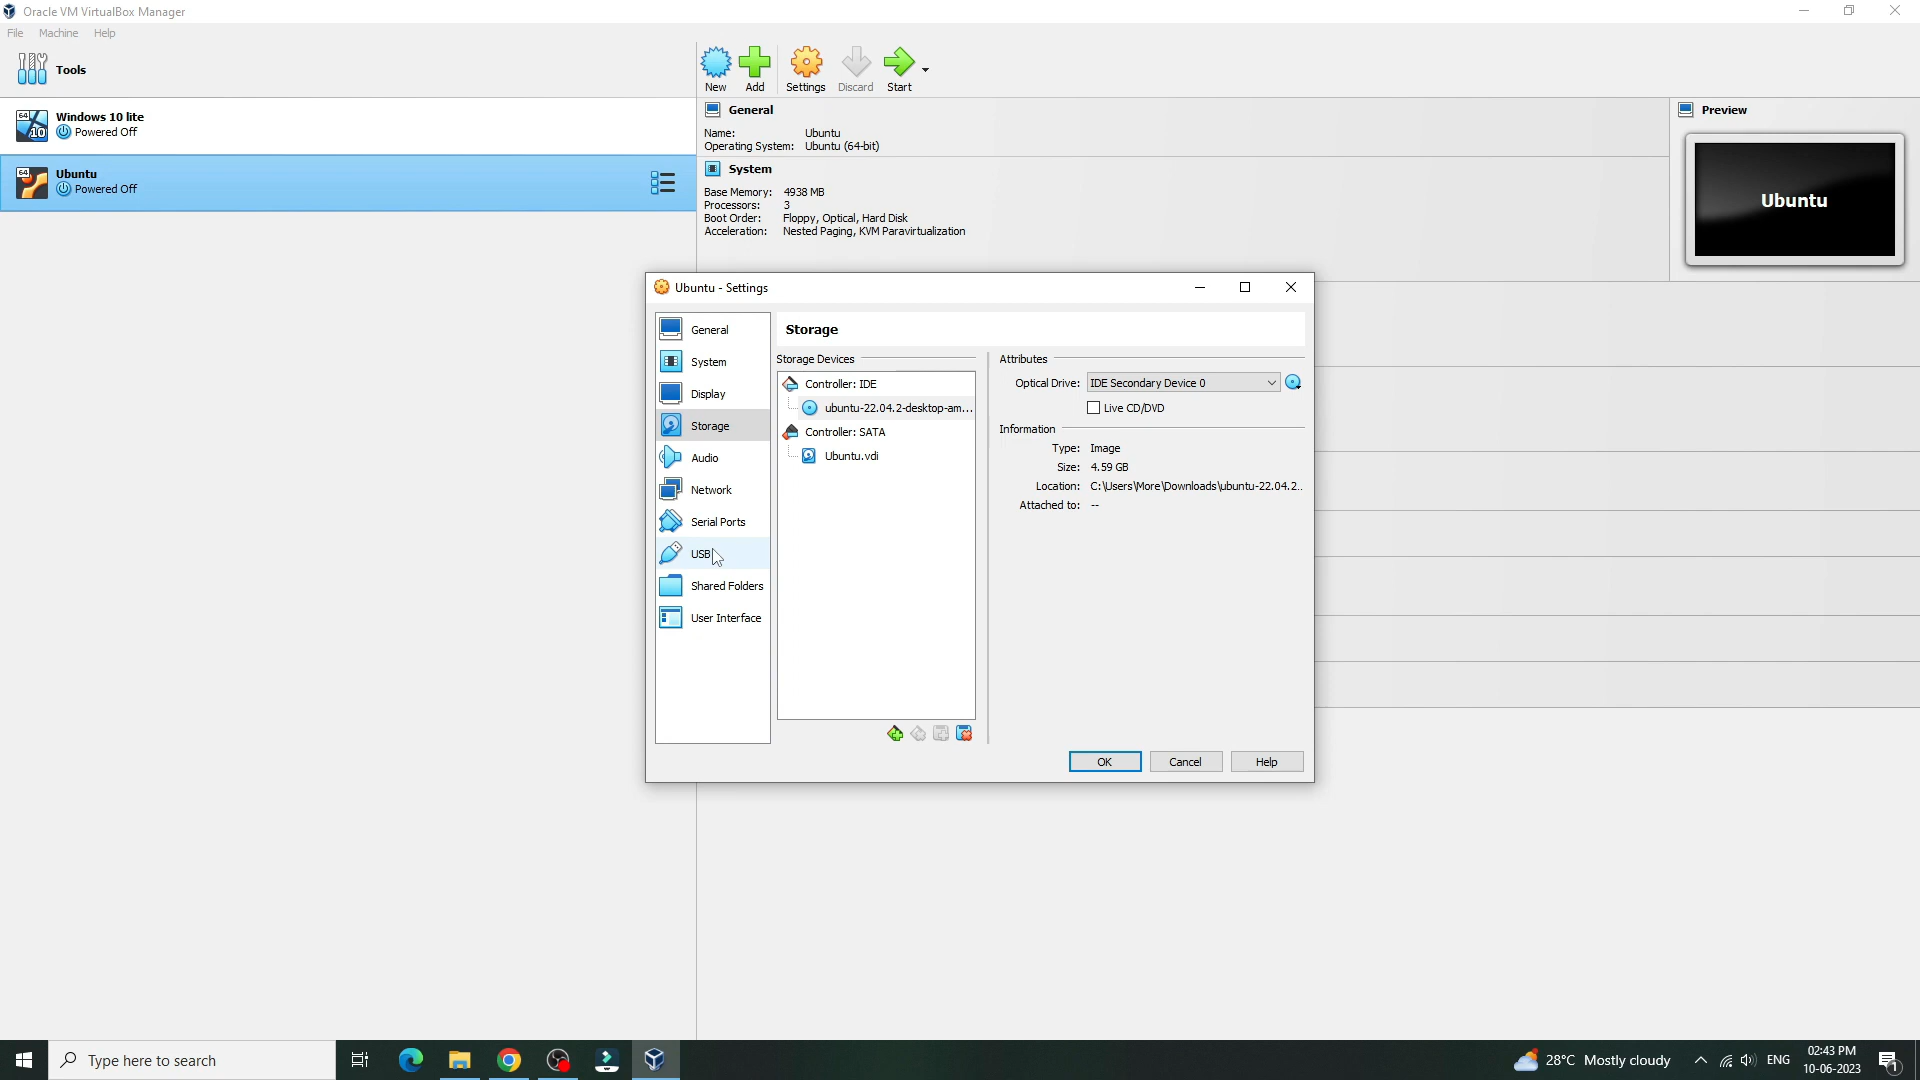 Oracle VM VirtualBox Manager
File Machine Help
Tools
New Add Settings Discard Start
64
10
Windows 10 lite
Powered Off
64
Ubuntu
Powered Off
General
Name: Ubuntu
Operating System: Ubuntu (64-bit)
System
Base Memory: 4938 MB
Processors: 3
Boot Order: Floppy, Optical, Hard Disk
Acceleration: Nested Paging, KVM Paravirtualization
Preview
Ubuntu
Ubuntu - Settings
General
System
Display
Storage
Audio
Network
Serial Ports
USB
Shared Folders
User Interface
Storage
Storage Devices
Controller: IDE
ubuntu-22.04.2-desktop-am...
Controller: SATA
Ubuntu.vdi
Attributes
Optical Drive: IDE Secondary Device 0
Live CD/DVD
Information
Type: Image
Size: 4.59 GB
Location: C:\Users\More\Downloads\ubuntu-22.04.2..
Attached to: --
OK Cancel Help
Type here to search
28°C Mostly cloudy
ENG
02:43 PM
10-06-2023
1